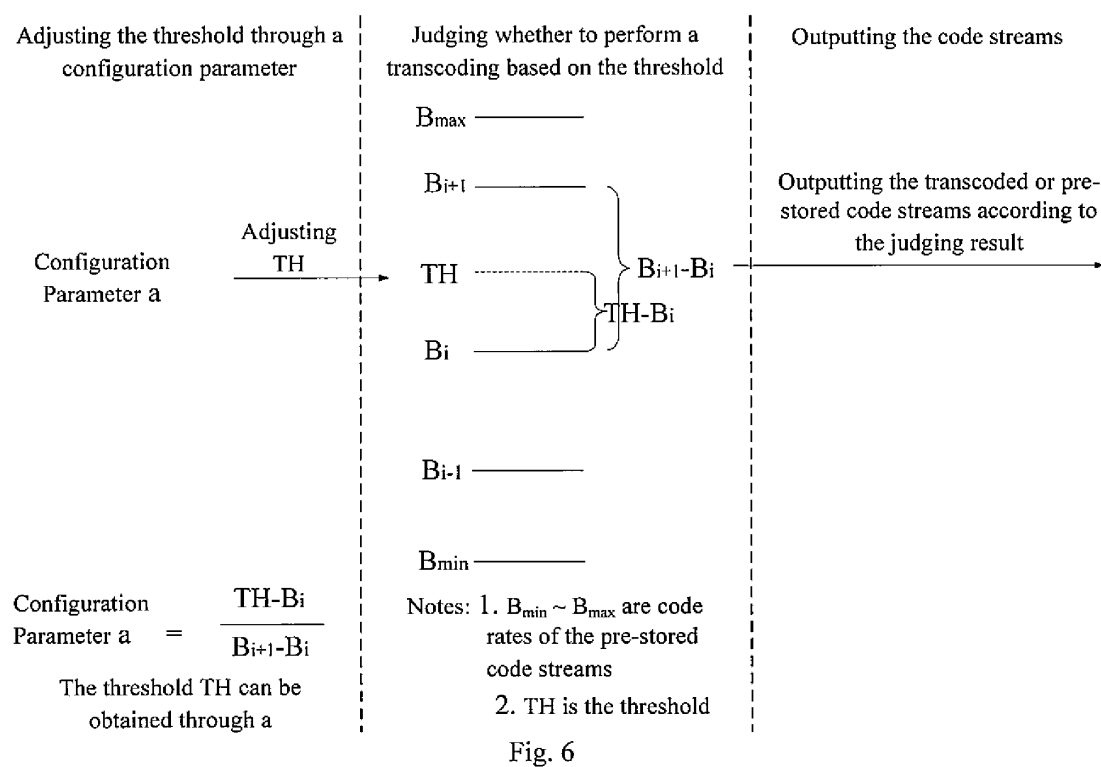 Adjusting the threshold through a
configuration parameter
Judging whether to perform a
transcoding based on the threshold
Outputting the code streams
Bmax
Bi+1
TH
Bi
Bi-1
Bmin
Bi+1-Bi
TH-Bi
Configuration
Parameter a
Adjusting
TH
Outputting the transcoded or pre-
stored code streams according to
the judging result
Configuration
Parameter a = TH-Bi
Bi+1-Bi
The threshold TH can be
obtained through a
Notes: 1. Bmin ~ Bmax are code
rates of the pre-stored
code streams
2. TH is the threshold
Fig. 6